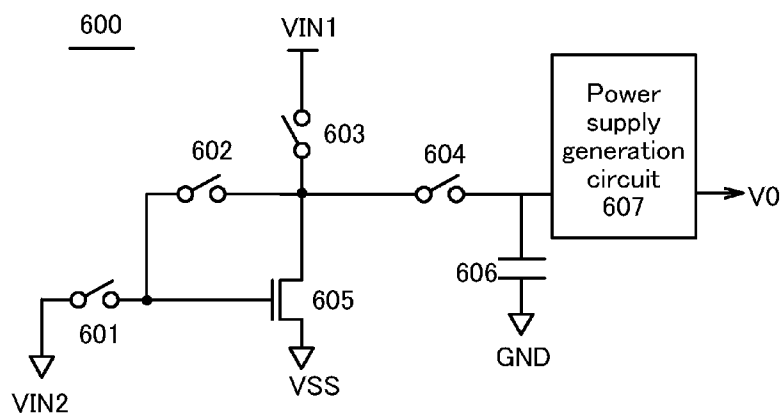 600
VIN1
603
602
604
Power
supply
generation
circuit
607
V0
606
605
601
GND
VSS
VIN2